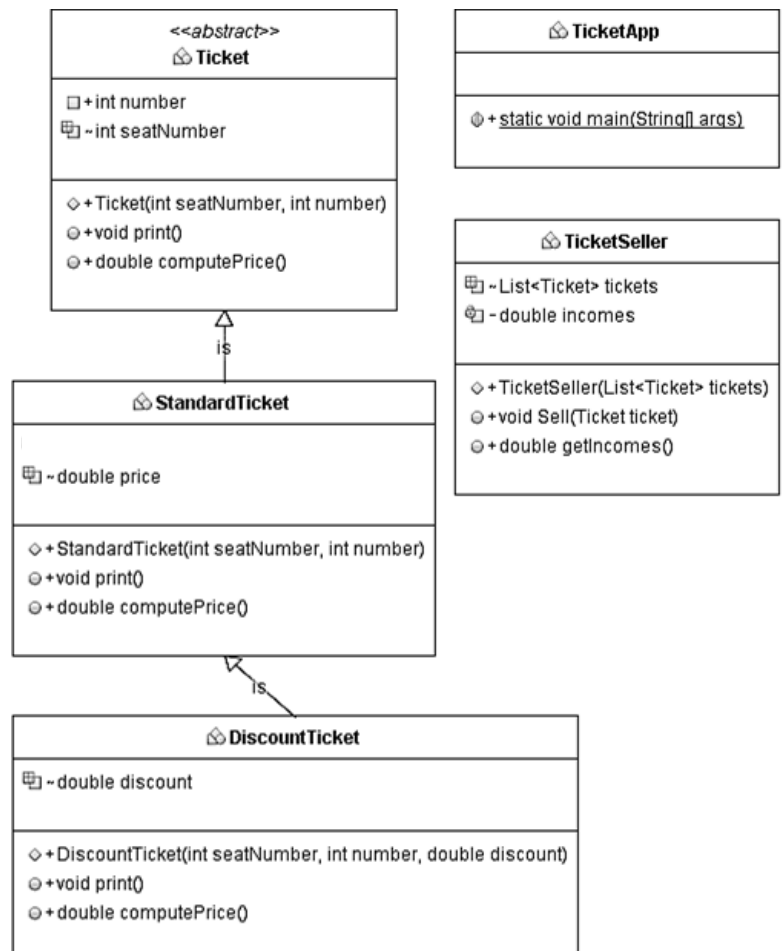 <<abstract>>
Ticket
+int number
~int seatNumber
+Ticket(int seatNumber, int number)
+void print()
+double computePrice()
TicketApp
+static void main(String[] args)
TicketSeller
~List<Ticket> tickets
-double incomes
+TicketSeller(List<Ticket> tickets)
+void Sell(Ticket ticket)
+double getIncomes()
is
StandardTicket
~double price
+StandardTicket(int seatNumber, int number)
+void print()
+double computePrice()
is
DiscountTicket
~double discount
+DiscountTicket(int seatNumber, int number, double discount)
+void print()
+double computePrice()